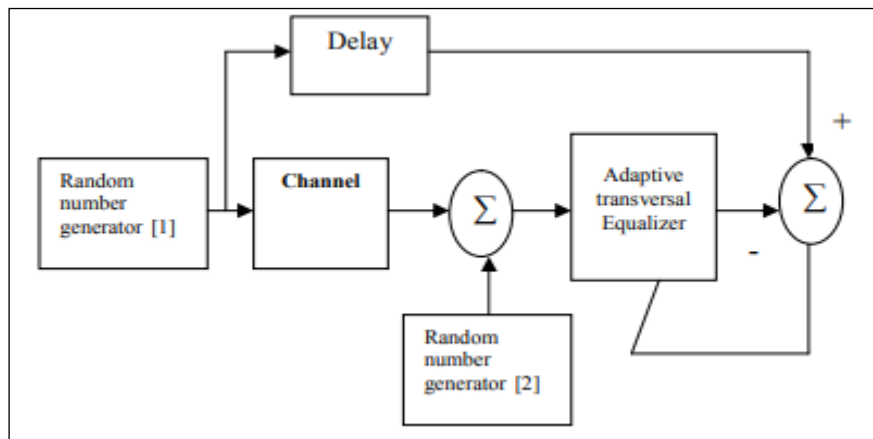 Delay
+
Random
number
generator [1]
Channel
Σ
Adaptive
transversal
Equalizer
Σ
-
Random
number
generator [2]